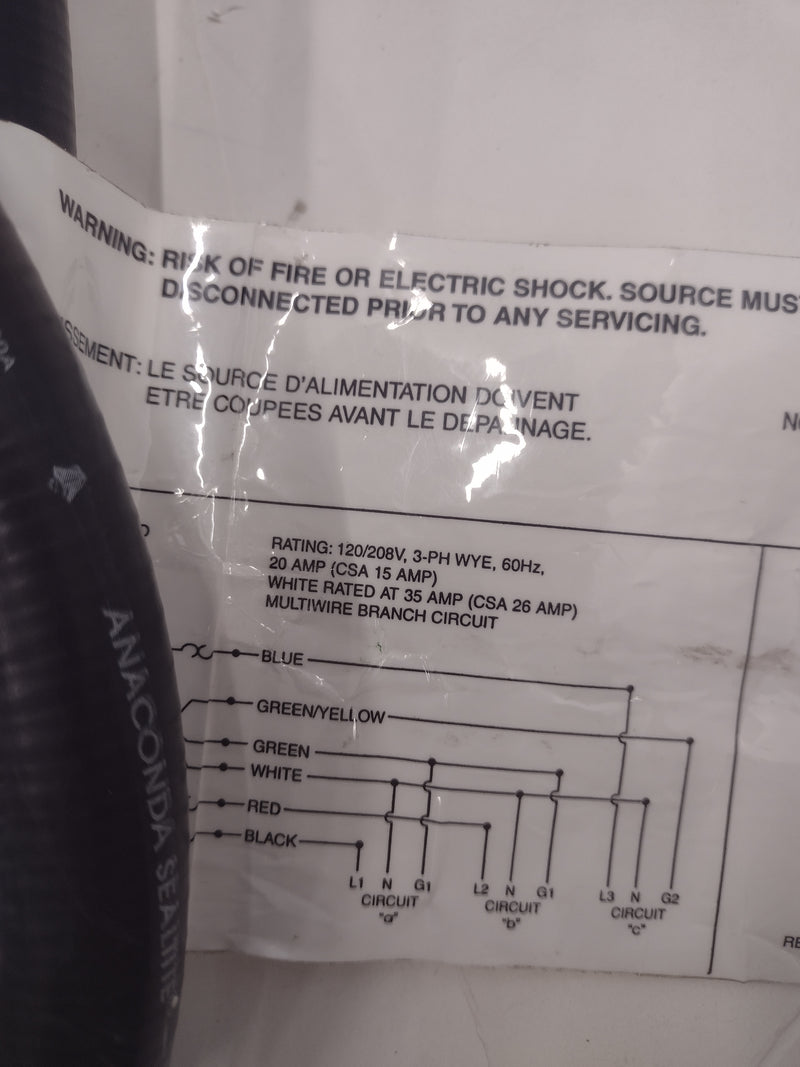 WARNING: RISK OF FIRE OR ELECTRIC SHOCK. SOURCE MUST
DISCONNECTED PRIOR TO ANY SERVICING.
SSEMENT: LE SOURCE D'ALIMENTATION DOIVENT
ETRE COUPEES AVANT LE DEPANNAGE.
RATING: 120/208V, 3-PH WYE, 60Hz,
20 AMP (CSA 15 AMP)
WHITE RATED AT 35 AMP (CSA 26 AMP)
MULTIWIRE BRANCH CIRCUIT
BLUE
GREEN/YELLOW
GREEN
WHITE
RED
BLACK
L1 N G1
CIRCUIT
"a"
L2 N G1
CIRCUIT
"b"
L3 N G2
CIRCUIT
"c"
ANACONDA SEALTITE